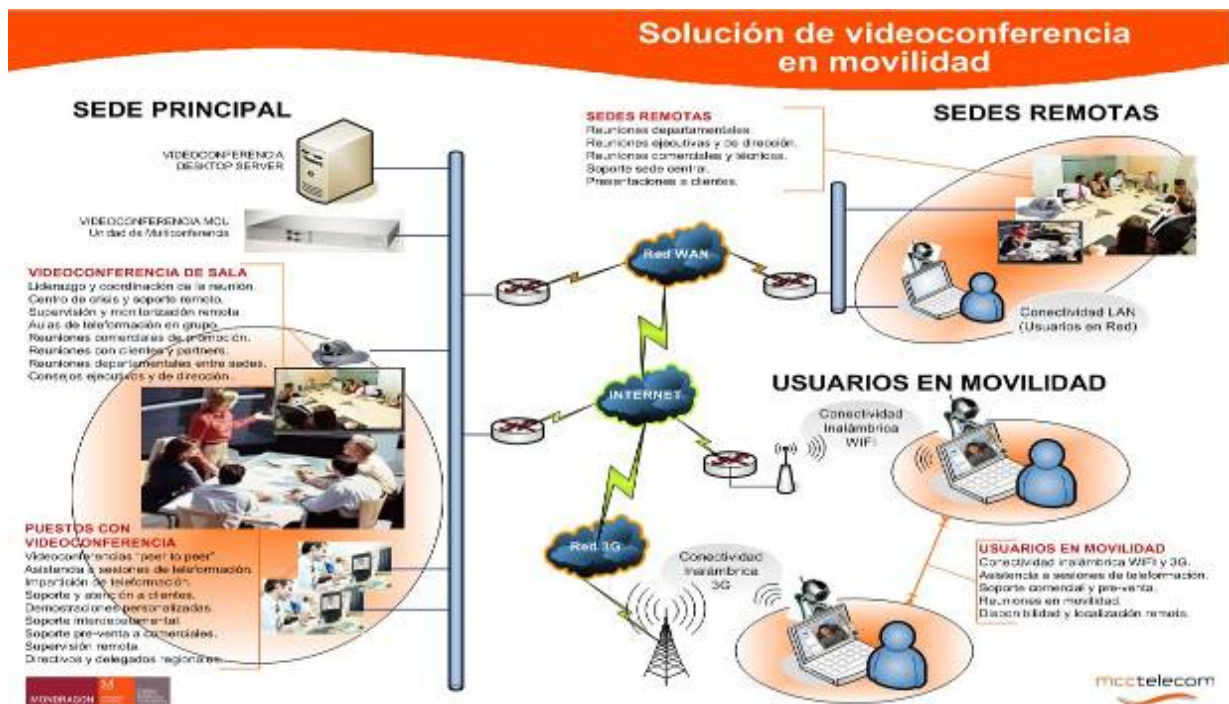 Solución de videoconferencia
en movilidad
SEDE PRINCIPAL
VIDEOCONFERENCIA
DESKTOP SERVER
VIDEOCONFERENCIA MCU
Unidad de Multiconferencia
VIDEOCONFERENCIA DE SALA
Liderazgo y coordinación de la reunión.
Centro de crisis y soporte remoto.
Supervisión y monitorización remota
Aulas de teleformación en grupo.
Reuniones comerciales de promoción.
Reuniones con clientes y partners.
Reuniones departamentales entre sedes.
Consejos ejecutivos y de dirección.
PUESTOS CON
VIDEOCONFERENCIA
Videoconferencias "peer to peer".
Asistencia a sesiones de teleformación.
Impartición de teleformación.
Soporte y atención a clientes.
Demostraciones personalizadas.
Soporte interdepatamental.
Soporte pre-venta a comerciales.
Supervisión remota.
Directivos y delegados regionales.
MONDRAGON
SEDES REMOTAS
Reuniones departamentales.
Reuniones ejecutivas y de dirección.
Reuniones comerciales y técnicas.
Soporte sede central.
Presentaciones a clientes.
SEDES REMOTAS
Red WAN
Conectividad LAN
(Usuarios en Red)
INTERNET
USUARIOS EN MOVILIDAD
Conectividad
Inalámbrica
WIFI
Red 3G
Conectividad
Inalámbrica
3G
USUARIOS EN MOVILIDAD
Conectividad inalámbrica WIFI y 3G.
Asistencia a sesiones de teleformación.
Soporte comercial y pre-venta.
Reuniones en movilidad.
Disponibilidad y localización remota.
mcctelecom